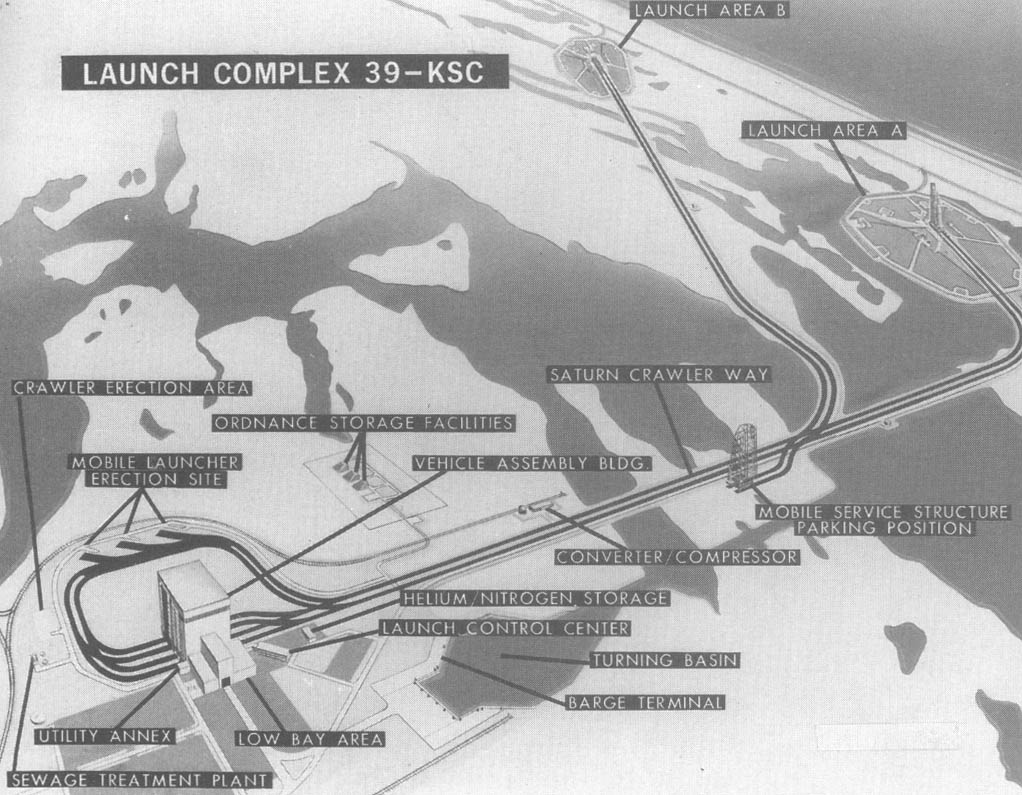 LAUNCH AREA B
LAUNCH COMPLEX 39-KSC
LAUNCH AREA A
SATURN CRAWLER WAY
CRAWLER ERECTION AREA
ORDNANCE STORAGE FACILITIES
MOBILE LAUNCHER
ERECTION SITE
VEHICLE ASSEMBLY BLDG.
MOBILE SERVICE STRUCTURE
PARKING POSITION
CONVERTER/COMPRESSOR
HELIUM/NITROGEN STORAGE
LAUNCH CONTROL CENTER
TURNING BASIN
BARGE TERMINAL
UTILITY ANNEX
LOW BAY AREA
SEWAGE TREATMENT PLANT